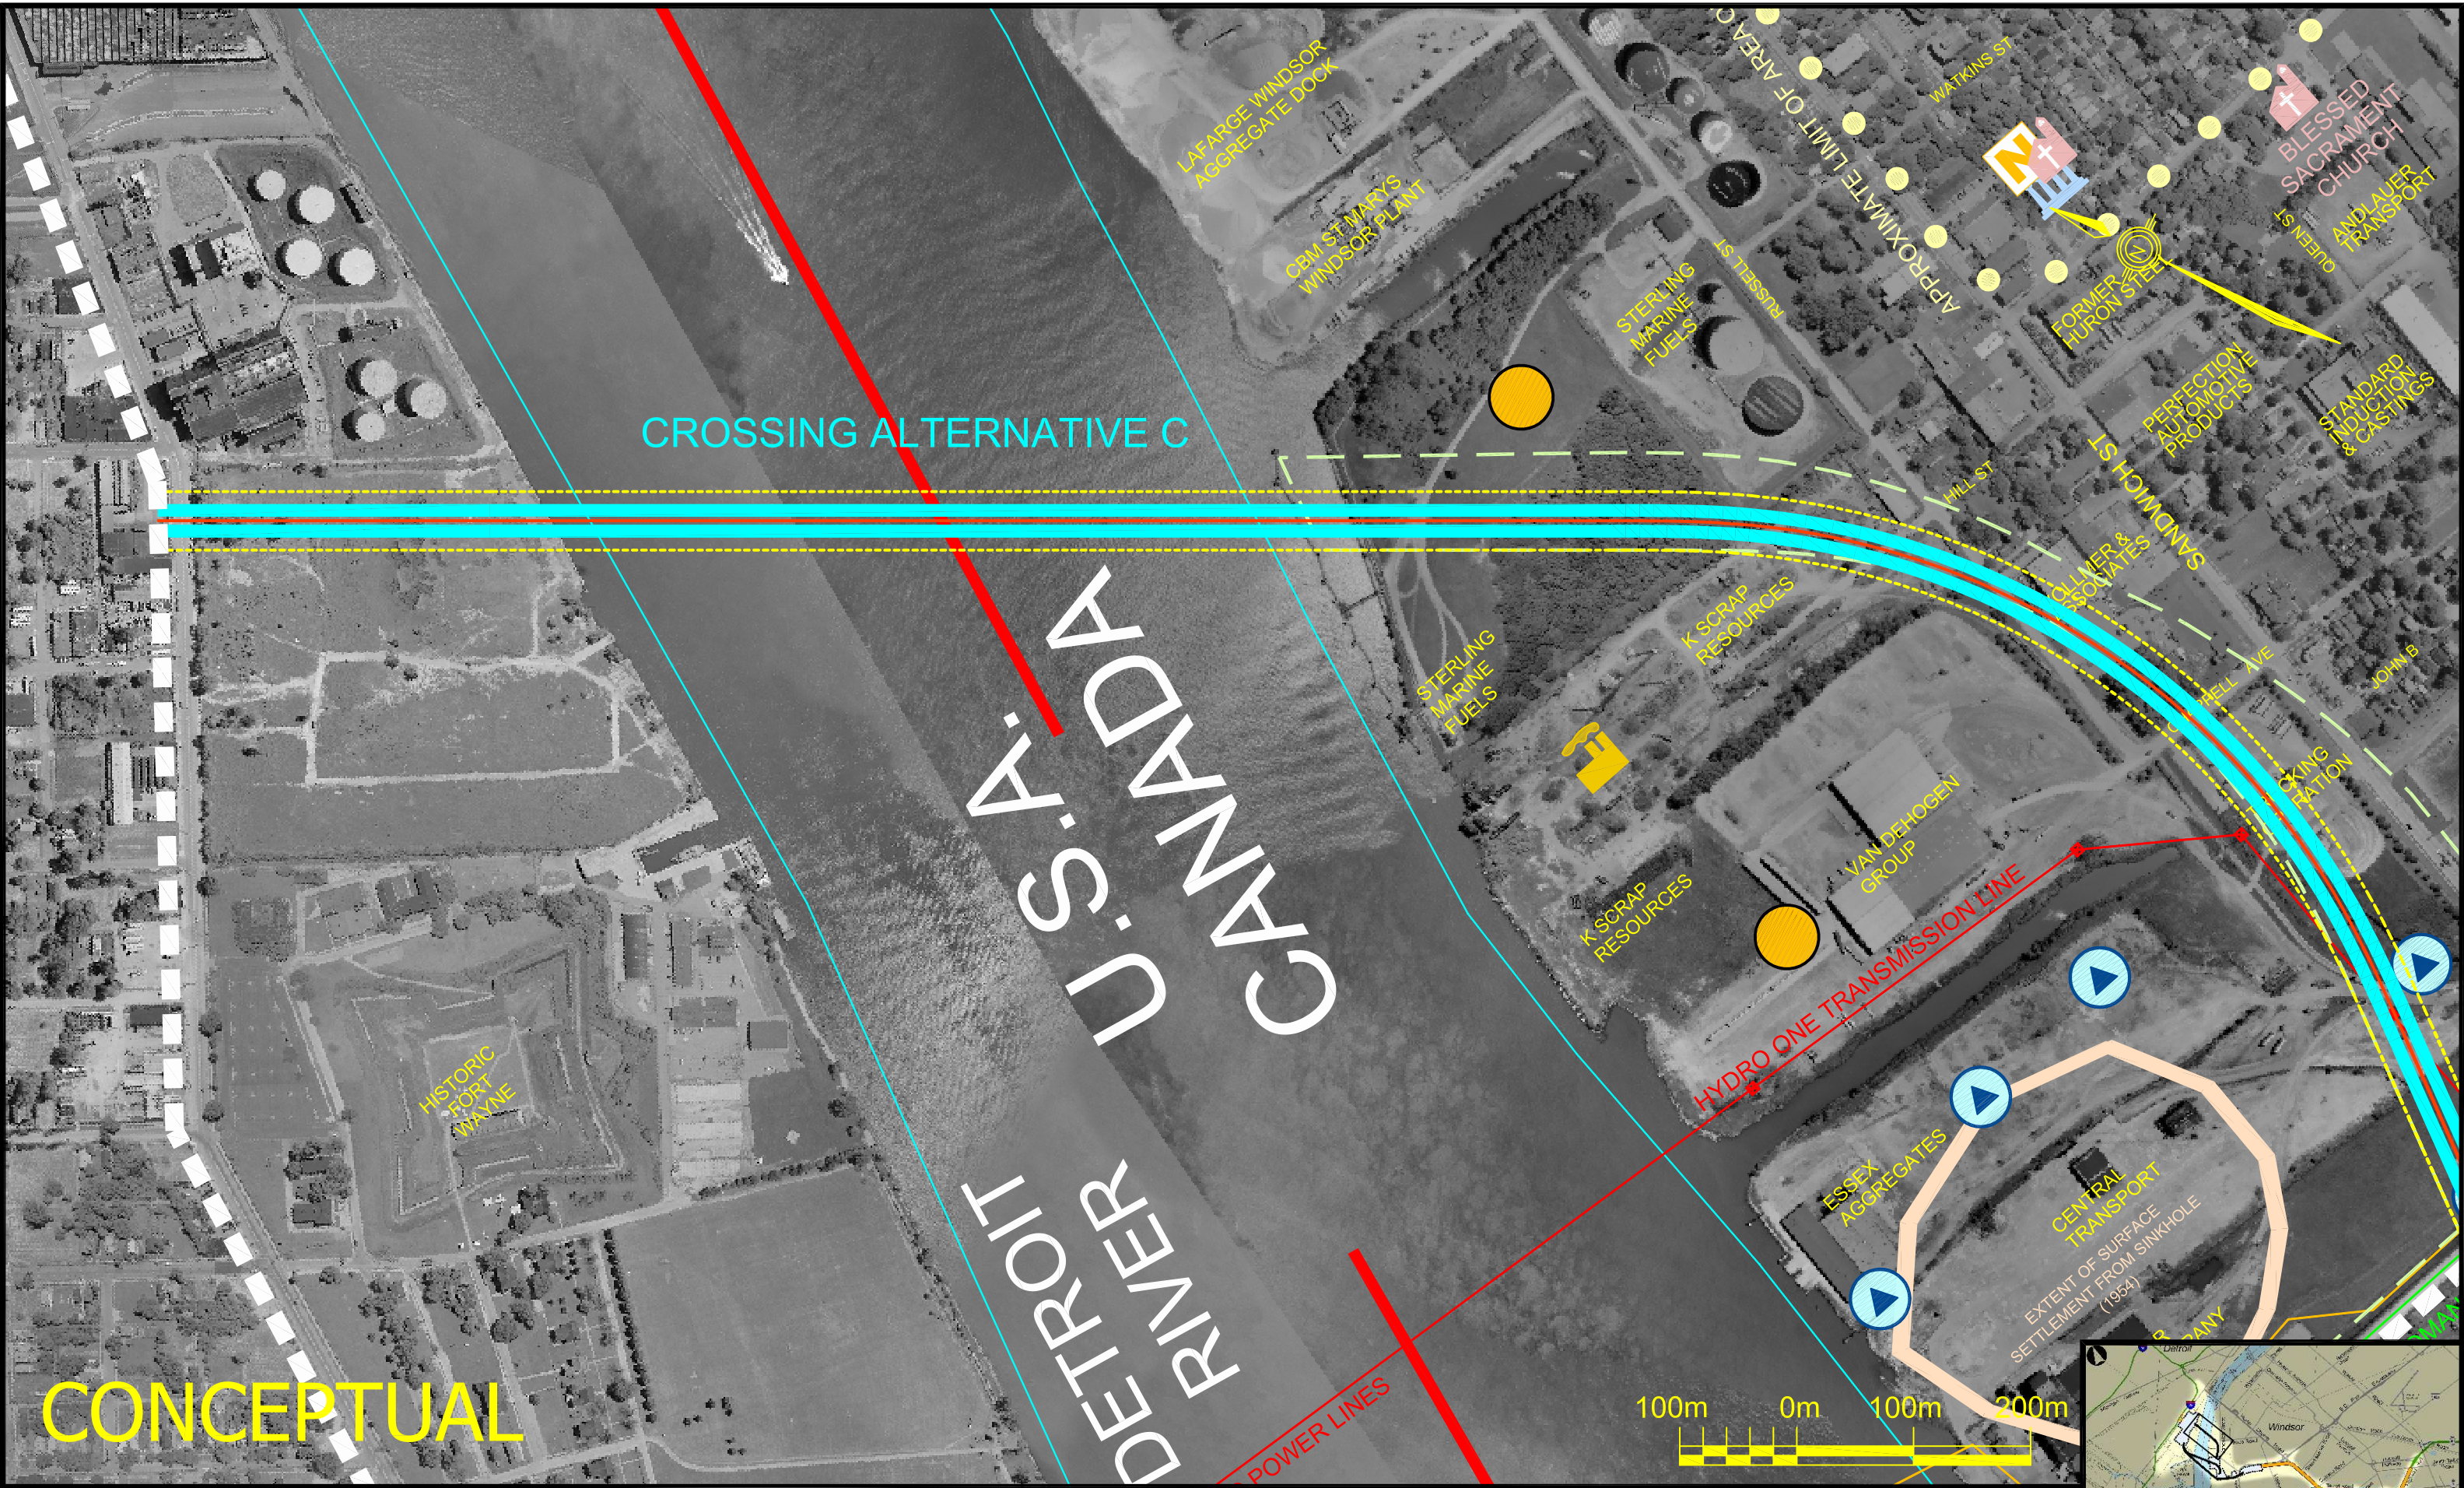 LAFARGE WINDSOR
AGGREGATE DOCK
CBM ST MARYS
WINDSOR PLANT
STERLING
MARINE
FUELS
RUSSELL ST
APPROXIMATE LIMIT OF AREA O
WATKINS ST
BLESSED
SACRAMENT
CHURCH
ANDLAUER
TRANSPORT
QUEEN ST
FORMER
HURON STEEL
PERFECTION
AUTOMOTIVE
PRODUCTS
STANDARD
INDUCTION
& CASTINGS
SANDWICH ST
HILL ST
JOHN B
CROSSING ALTERNATIVE C
K SCRAP
RESOURCES
STERLING
MARINE
FUELS
U.S.A.
CANADA
VAN DEHOGEN
GROUP
K SCRAP
RESOURCES
HYDRO ONE TRANSMISSION LINE
HISTORIC
FORT
WAYNE
ESSEX
AGGREGATES
CENTRAL
TRANSPORT
EXTENT OF SURFACE
SETTLEMENT FROM SINKHOLE
(1954)
DETROIT
RIVER
POWER LINES
CONCEPTUAL
100m 0m 100m 200m
Detroit
Windsor